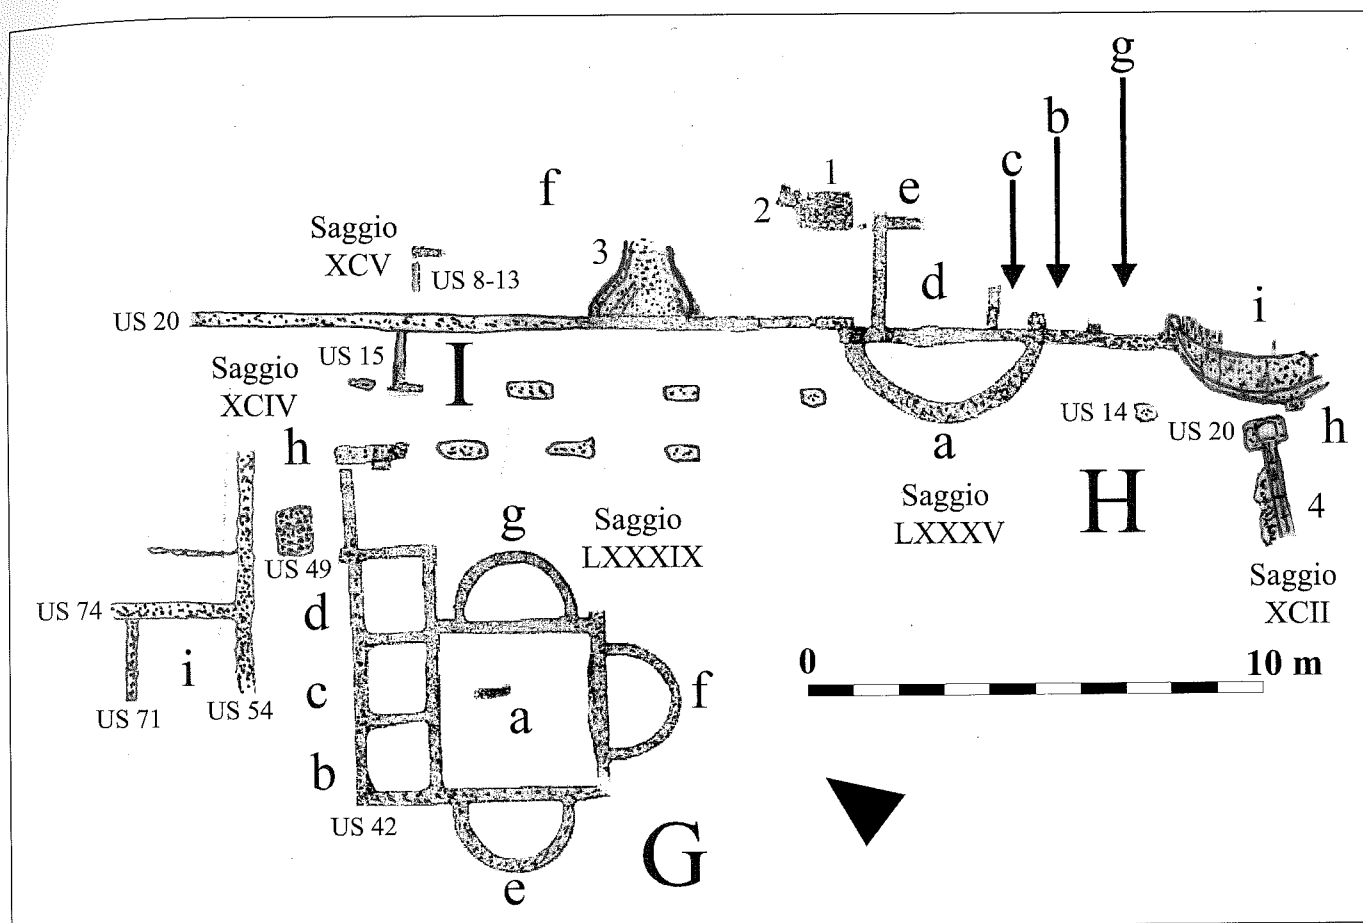 g
b
c
f
1
2
e
Saggio
XCV
3
US 8-13
d
i
US 20
US 15
I
Saggio
XCIV
US 14
US 20
h
h
a
H
g
Saggio
LXXXIX
Saggio
LXXXV
4
US 49
Saggio
XCII
US 74
d
i
c
a
f
0
10 m
US 71
US 54
b
US 42
G
e